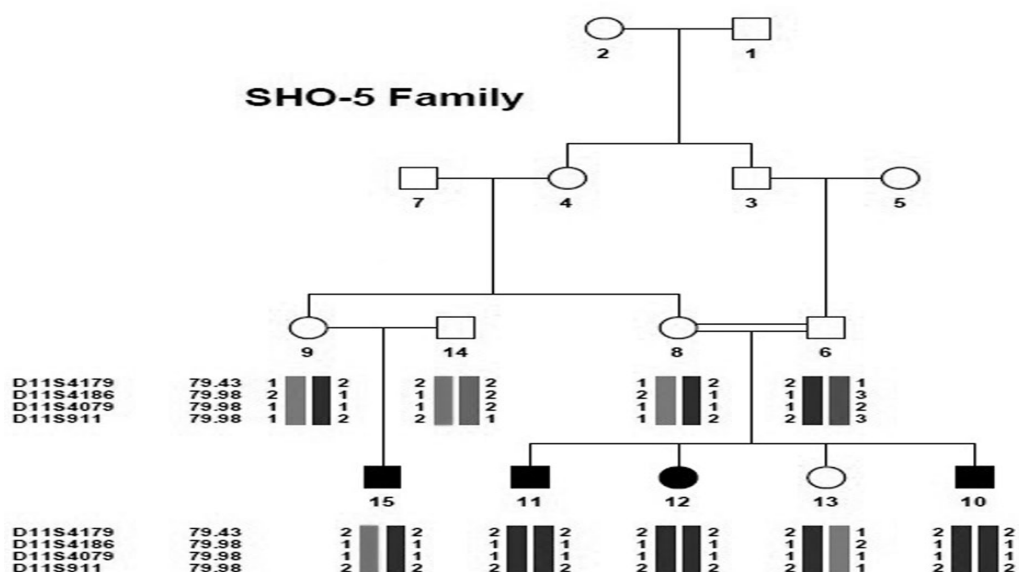 2 1
SHO-5 Family
7 4 3 5
9 14 8 6
D11S4179 79.43 1 2 2 2 1 2 2 1
D11S4186 79.98 2 1 1 2 2 1 1 3
D11S4079 79.98 1 1 1 2 1 1 1 2
D11S911 79.98 1 2 2 1 1 2 2 3
15 11 12 13 10
D11S4179 79.43 2 2 2 2 2 2 2 1 2 2
D11S4186 79.98 1 1 1 1 1 1 1 2 1 1
D11S4079 79.98 1 1 1 1 1 1 1 1 1 1
D11S911 79.98 2 2 2 2 2 2 2 1 2 2